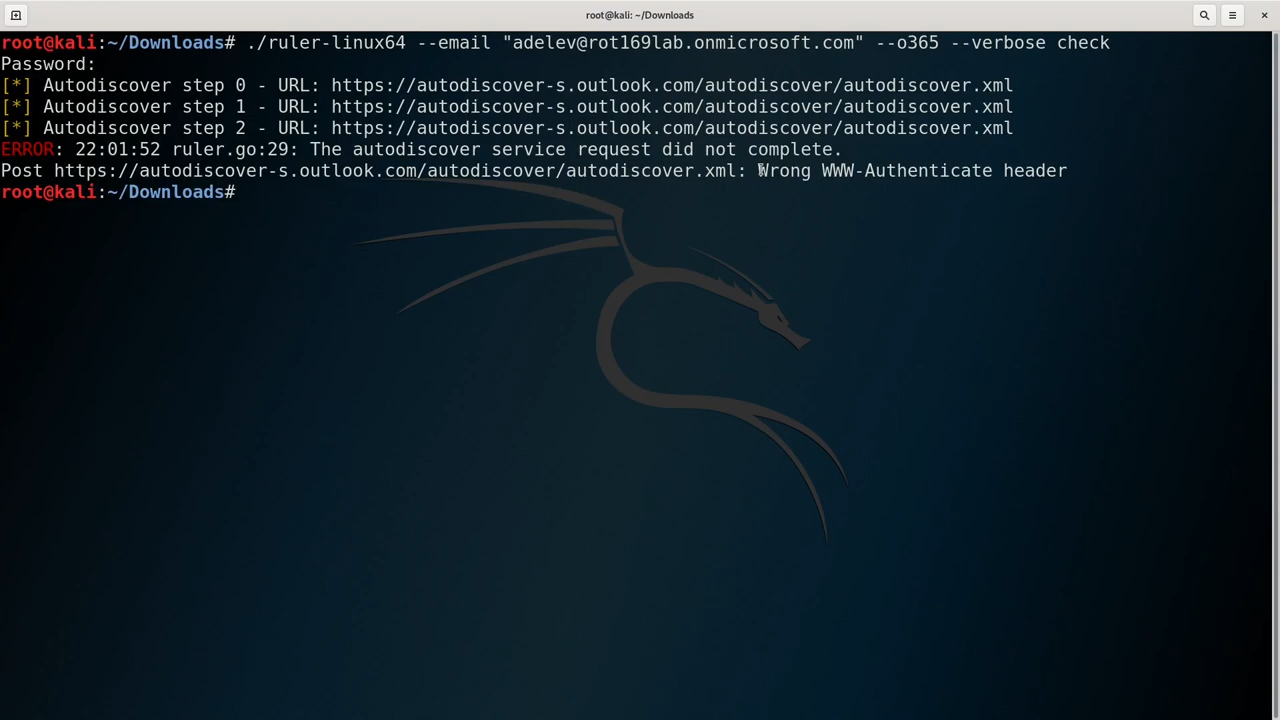 root@kali: ~/Downloads
root@kali:~/Downloads# ./ruler-linux64 --email "adelev@rot169lab.onmicrosoft.com" --o365 --verbose check
Password:
[*] Autodiscover step 0 - URL: https://autodiscover-s.outlook.com/autodiscover/autodiscover.xml
[*] Autodiscover step 1 - URL: https://autodiscover-s.outlook.com/autodiscover/autodiscover.xml
[*] Autodiscover step 2 - URL: https://autodiscover-s.outlook.com/autodiscover/autodiscover.xml
ERROR: 22:01:52 ruler.go:29: The autodiscover service request did not complete.
Post https://autodiscover-s.outlook.com/autodiscover/autodiscover.xml: Wrong WWW-Authenticate header
root@kali:~/Downloads#